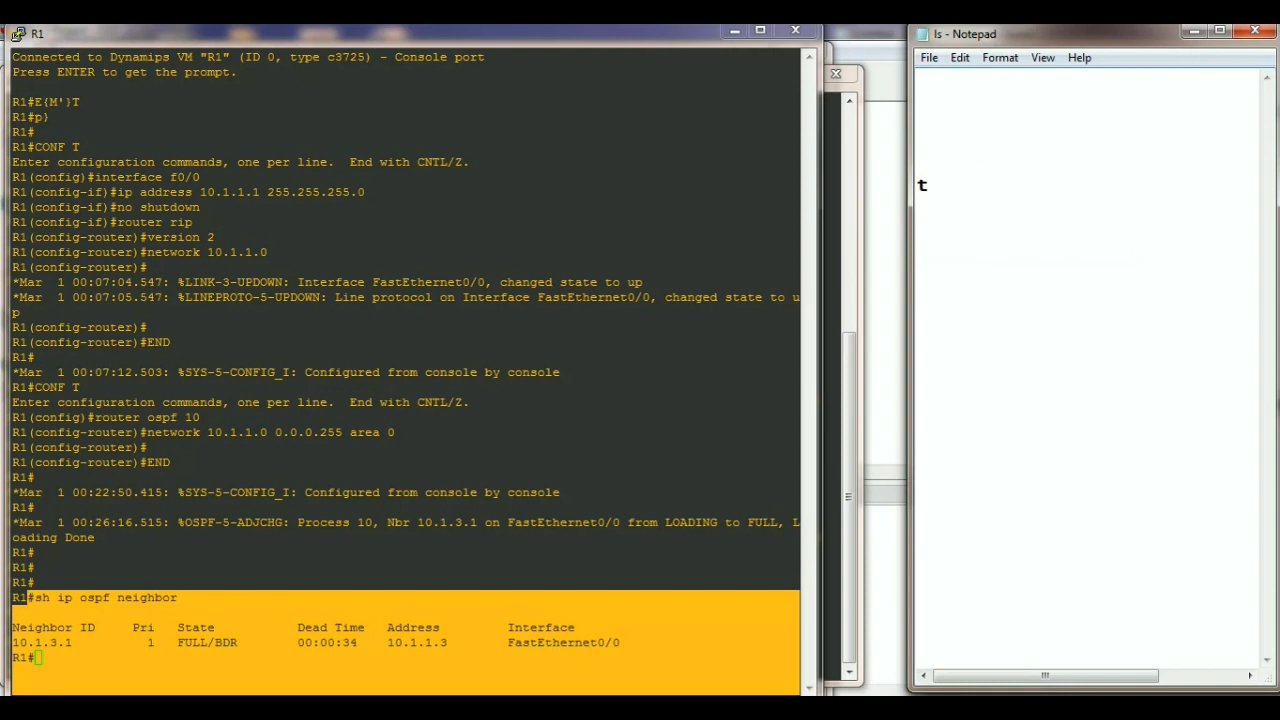 R1
Connected to Dynamips VM "R1" (ID 0, type c3725) - Console port
Press ENTER to get the prompt.
R1#E{M'}T
R1#p}
R1#
R1#CONF T
Enter configuration commands, one per line.  End with CNTL/Z.
R1(config)#interface f0/0
R1(config-if)#ip address 10.1.1.1 255.255.255.0
R1(config-if)#no shutdown
R1(config-if)#router rip
R1(config-router)#version 2
R1(config-router)#network 10.1.1.0
R1(config-router)#
*Mar  1 00:07:04.547: %LINK-3-UPDOWN: Interface FastEthernet0/0, changed state to up
*Mar  1 00:07:05.547: %LINEPROTO-5-UPDOWN: Line protocol on Interface FastEthernet0/0, changed state to u
p
R1(config-router)#
R1(config-router)#END
R1#
*Mar  1 00:07:12.503: %SYS-5-CONFIG_I: Configured from console by console
R1#CONF T
Enter configuration commands, one per line.  End with CNTL/Z.
R1(config)#router ospf 10
R1(config-router)#network 10.1.1.0 0.0.0.255 area 0
R1(config-router)#
R1(config-router)#END
R1#
*Mar  1 00:22:50.415: %SYS-5-CONFIG_I: Configured from console by console
R1#
*Mar  1 00:26:16.515: %OSPF-5-ADJCHG: Process 10, Nbr 10.1.3.1 on FastEthernet0/0 from LOADING to FULL, L
oading Done
R1#
R1#
R1#
R1#sh ip ospf neighbor
Neighbor ID     Pri   State           Dead Time   Address         Interface
10.1.3.1          1   FULL/BDR        00:00:34    10.1.1.3        FastEthernet0/0
R1#
ls - Notepad
File Edit Format View Help
t